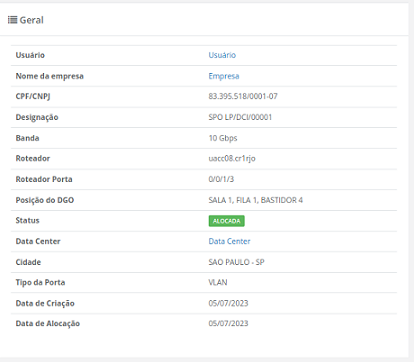 Geral
Usuário Usuário
Nome da empresa Empresa
CPF/CNPJ 83.395.518/0001-07
Designação SPO LP/DCI/00001
Banda 10 Gbps
Roteador uacc08.cr1rjo
Roteador Porta 0/0/1/3
Posição do DGO SALA 1, FILA 1, BASTIDOR 4
Status ALOCADA
Data Center Data Center
Cidade SAO PAULO - SP
Tipo da Porta VLAN
Data de Criação 05/07/2023
Data de Alocação 05/07/2023